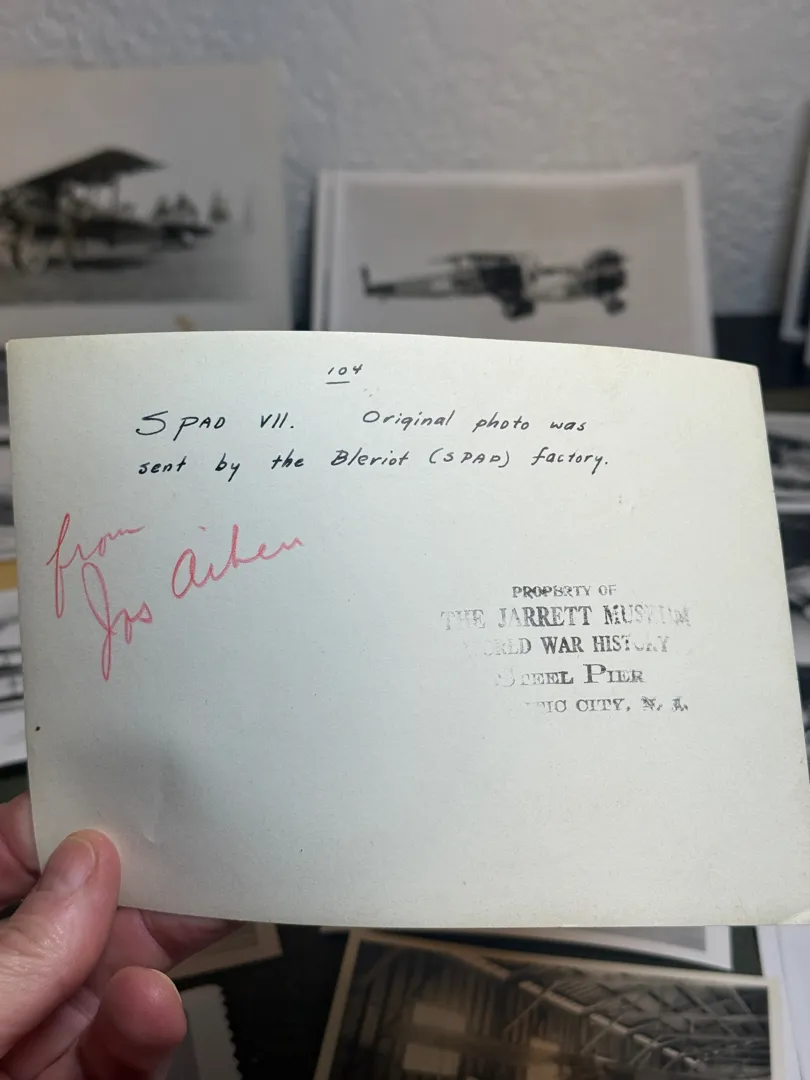 104
SPAD VII. Original photo was
sent by the Bleriot (SPAD) factory.
from
Jos Aiken
PROPERTY OF
THE JARRETT MUSEUM
WORLD WAR HISTORY
STEEL PIER
TIC CITY, N. J.